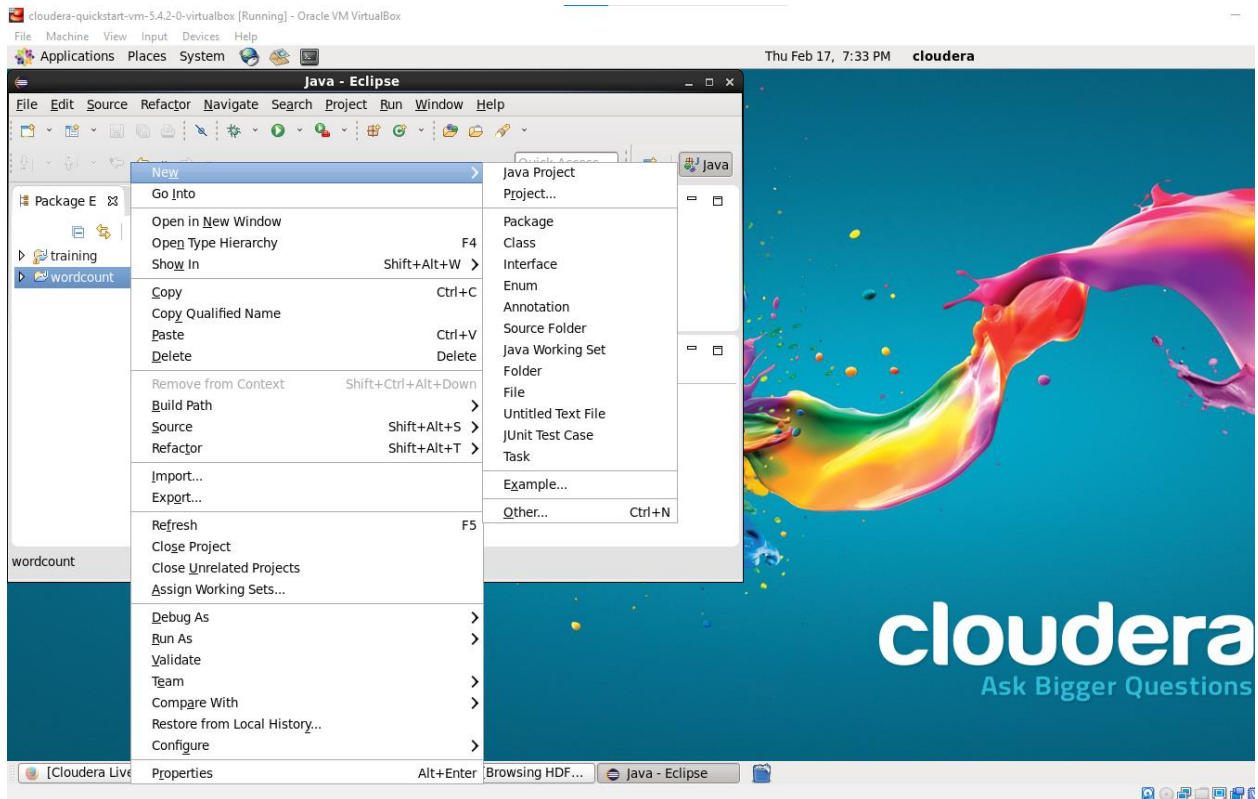 cloudera-quickstart-vm-5.4.2-0-virtualbox [Running] - Oracle VM VirtualBox
File Machine View Input Devices Help
Applications Places System Thu Feb 17, 7:33 PM cloudera
Java - Eclipse
File Edit Source Refactor Navigate Search Project Run Window Help
Quick Access Java
Package E
training
wordcount
New
Go Into
Open in New Window
Open Type Hierarchy F4
Show In Shift+Alt+W
Copy Ctrl+C
Copy Qualified Name
Paste Ctrl+V
Delete Delete
Remove from Context Shift+Ctrl+Alt+Down
Build Path
Source Shift+Alt+S
Refactor Shift+Alt+T
Import...
Export...
Refresh F5
Close Project
Close Unrelated Projects
Assign Working Sets...
Debug As
Run As
Validate
Team
Compare With
Restore from Local History...
Configure
Properties Alt+Enter
Java Project
Project...
Package
Class
Interface
Enum
Annotation
Source Folder
Java Working Set
Folder
File
Untitled Text File
JUnit Test Case
Task
Example...
Other... Ctrl+N
wordcount
cloudera
Ask Bigger Questions
[Cloudera Live Browsing HDF... Java - Eclipse